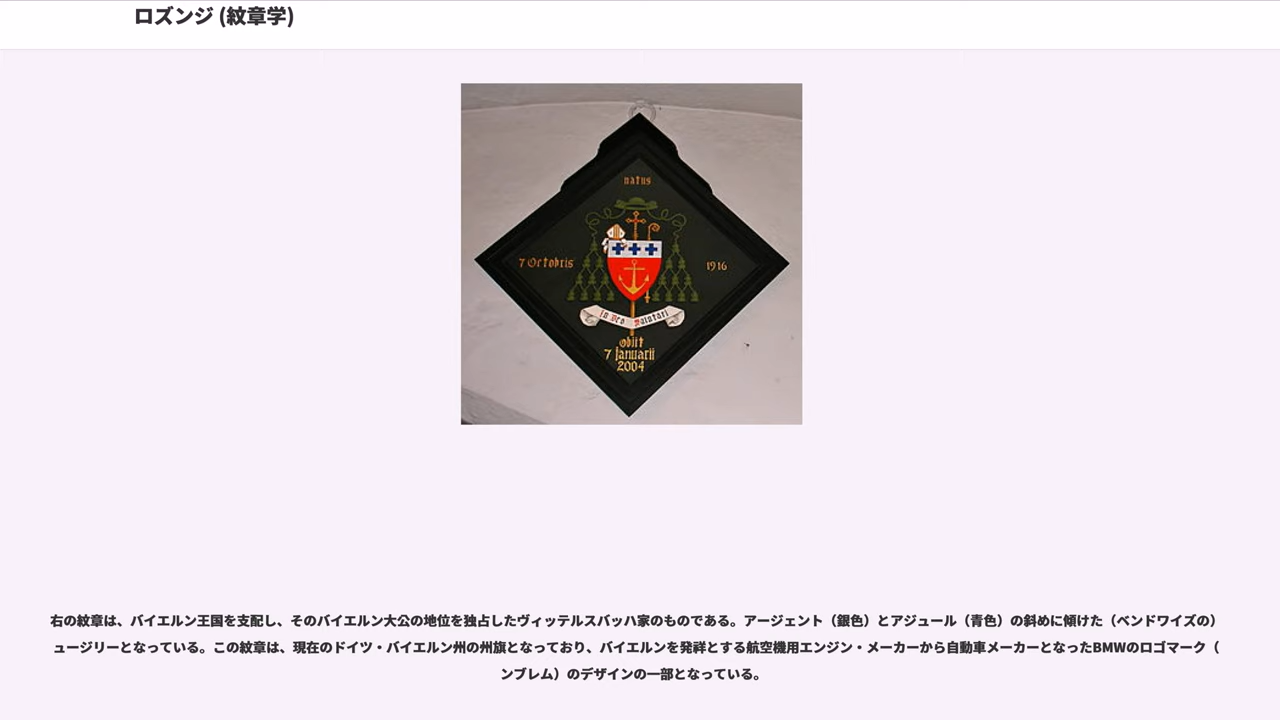 ロズンジ (紋章学)
natus
7 Octobris
1916
in Deo
obiit
7 Januarii
2004
右の紋章は、バイエルン王国を支配し、そのバイエルン大公の地位を独占したヴィッテルスバッハ家のものである。アージェント（銀色）とアジュール（青色）の斜めに傾けた（ベンドワイズの）
ュージリーとなっている。この紋章は、現在のドイツ・バイエルン州の州旗となっており、バイエルンを発祥とする航空機用エンジン・メーカーから自動車メーカーとなったBMWのロゴマーク（
ンブレム）のデザインの一部となっている。